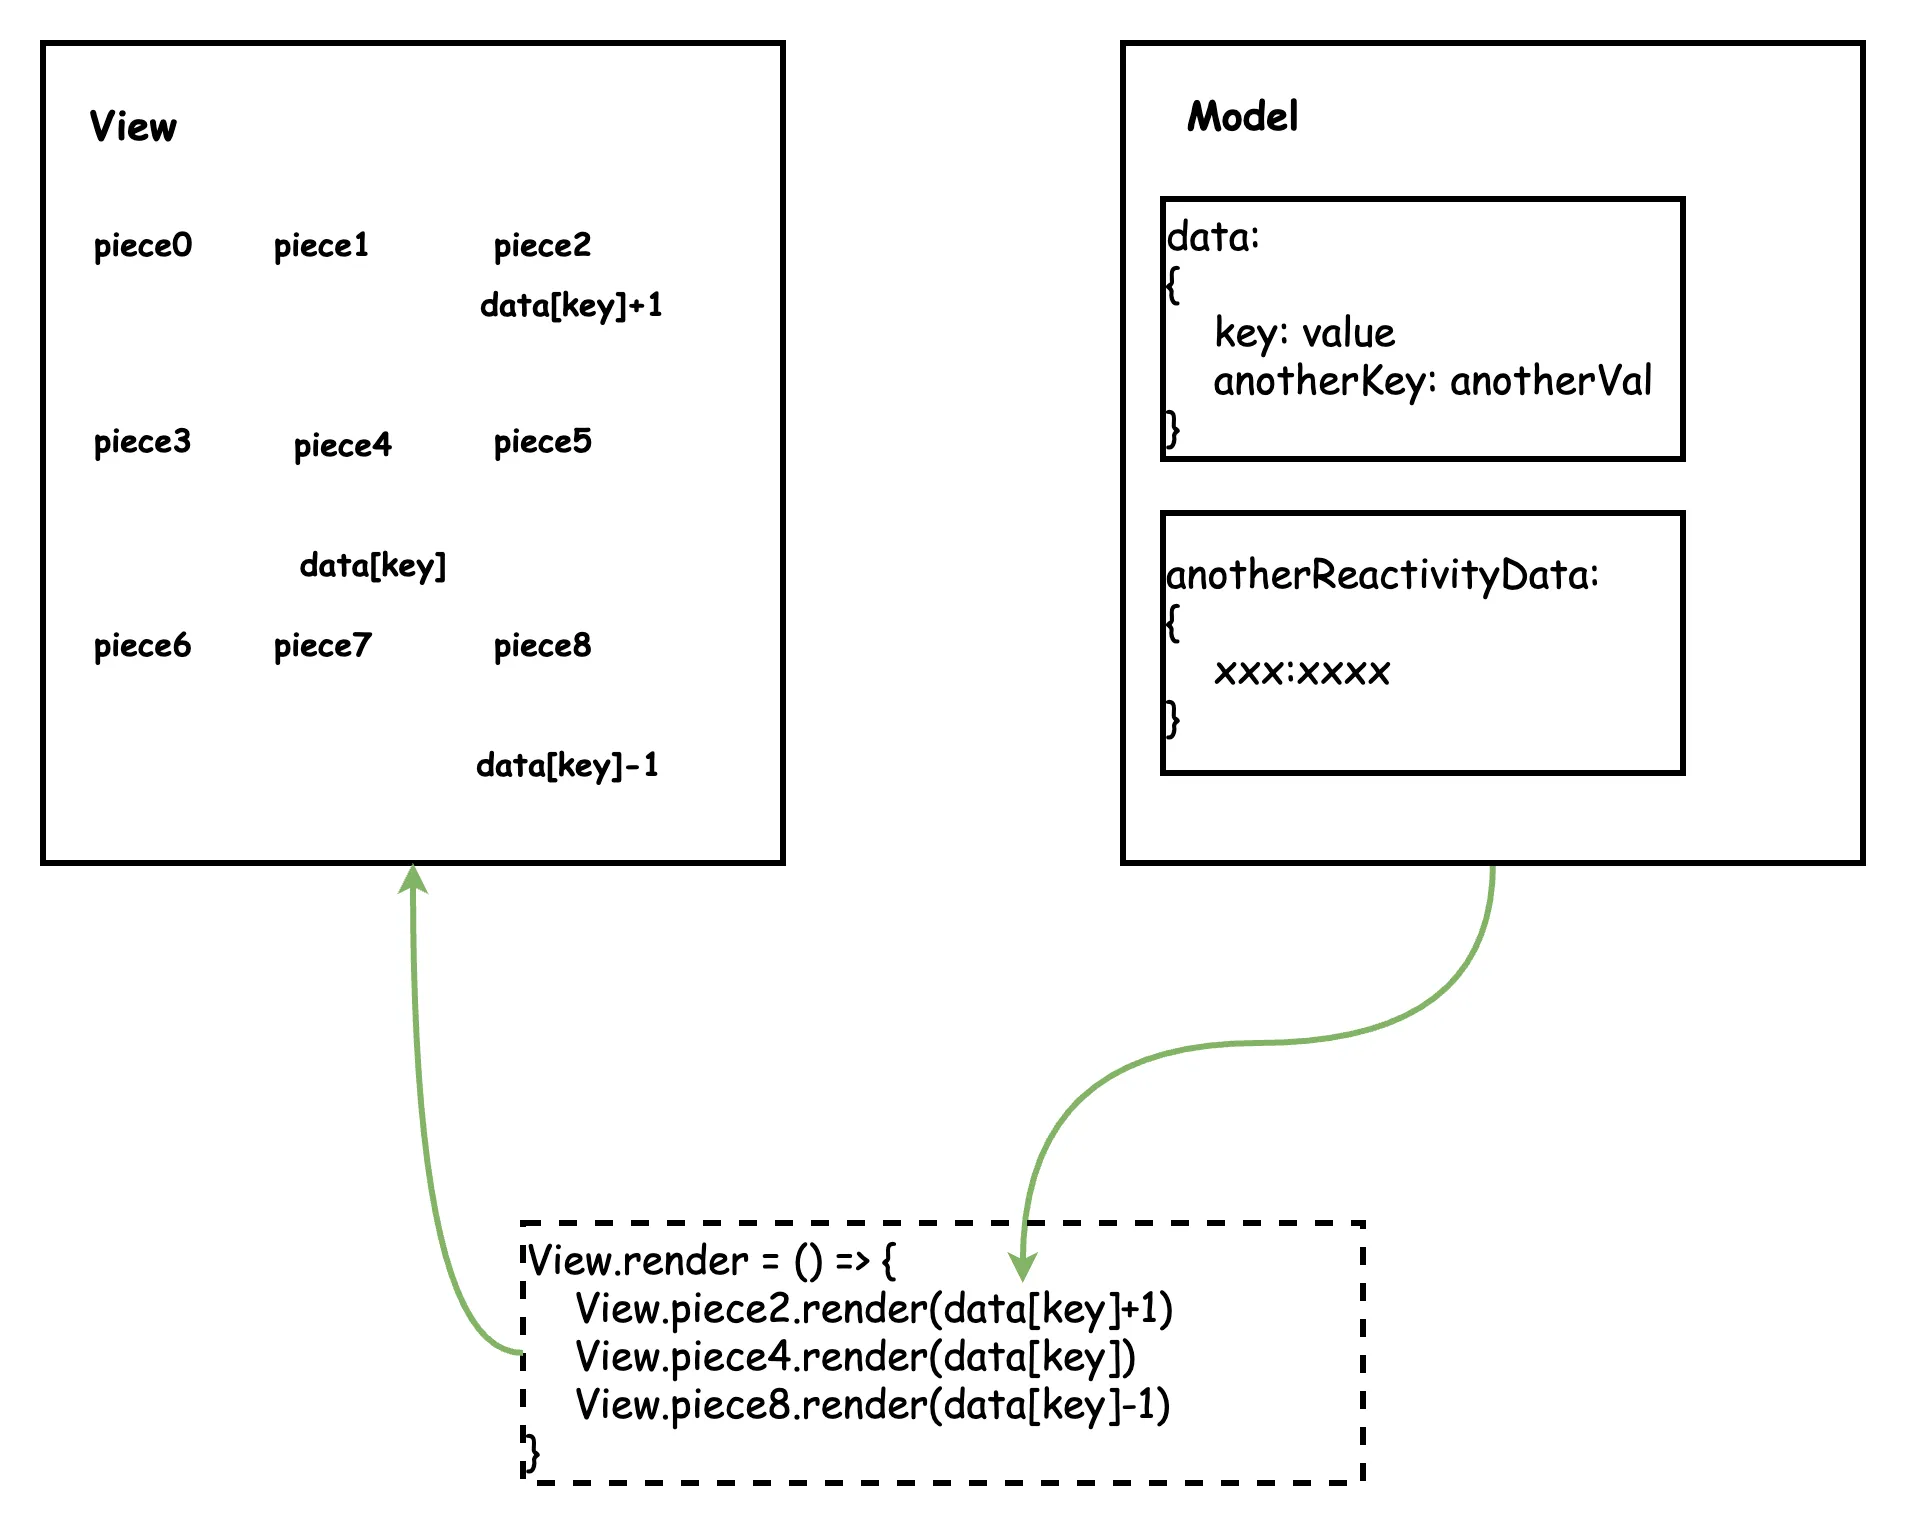 View
piece0 piece1 piece2
data[key]+1
piece3 piece4 piece5
data[key]
piece6 piece7 piece8
data[key]-1
Model
data:
{
key: value
anotherKey: anotherVal
}
anotherReactivityData:
{
xxx:xxxx
}
View.render = () => {
View.piece2.render(data[key]+1)
View.piece4.render(data[key])
View.piece8.render(data[key]-1)
}